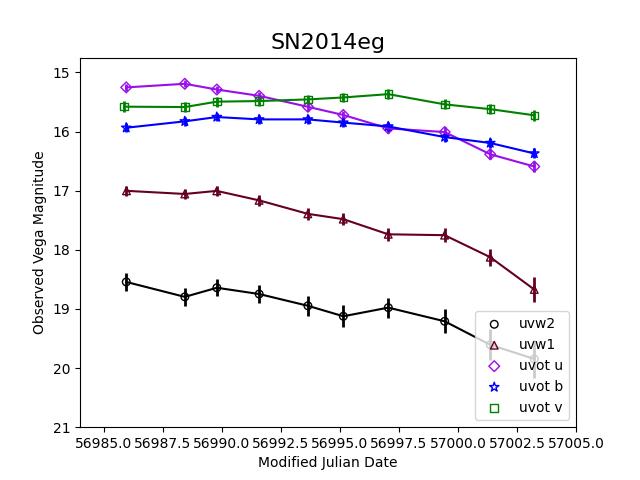 SN2014eg
Observed Vega Magnitude
15
16
17
18
19
20
21
uvw2
uvw1
uvot u
uvot b
uvot v
56985.0 56987.5 56990.0 56992.5 56995.0 56997.5 57000.0 57002.5 57005.0
Modified Julian Date